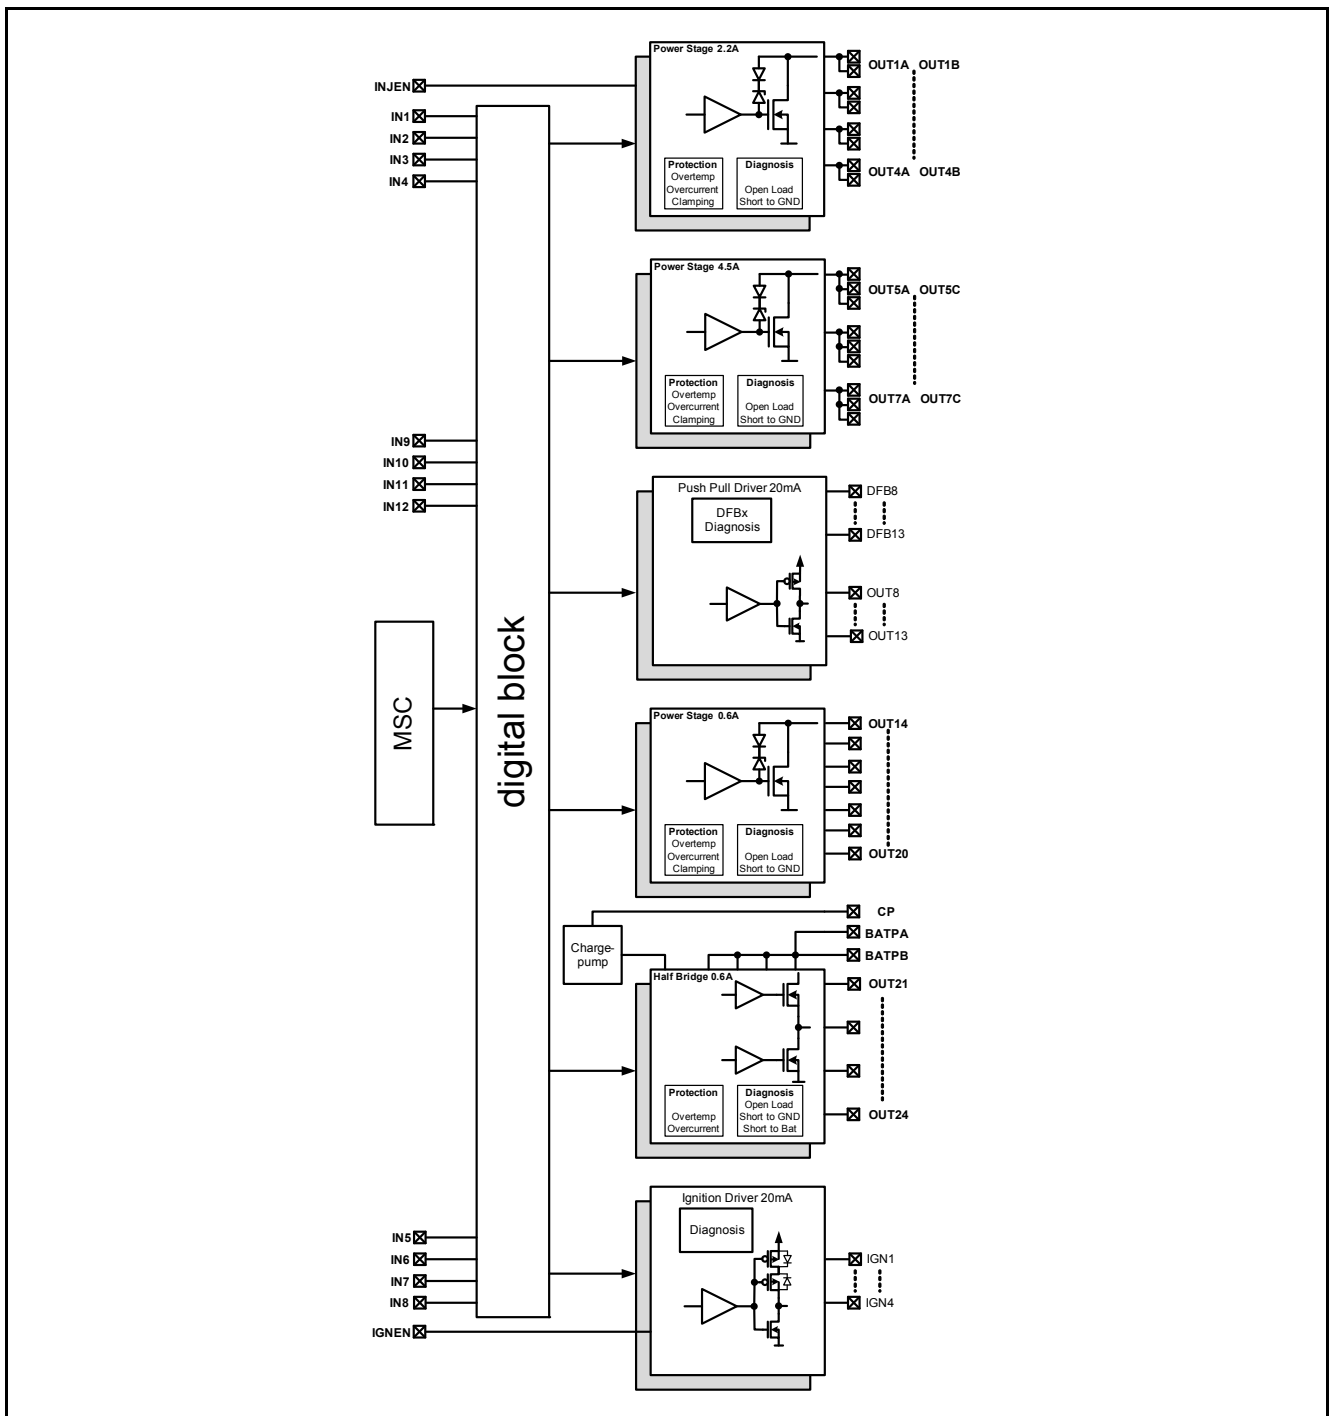 Power Stage 2.2A
OUT1A OUT1B
INJEN
IN1
IN2
IN3
IN4
Protection
Overtemp
Overcurrent
Clamping
Diagnosis
Open Load
Short to GND
OUT4A OUT4B
Power Stage 4.5A
OUT5A OUT5C
Protection
Overtemp
Overcurrent
Clamping
Diagnosis
Open Load
Short to GND
OUT7A OUT7C
IN9
IN10
IN11
IN12
Push Pull Driver 20mA
DFBx
Diagnosis
DFB8
DFB13
OUT8
OUT13
MSC
digital block
Power Stage 0.6A
OUT14
Protection
Overtemp
Overcurrent
Clamping
Diagnosis
Open Load
Short to GND
OUT20
CP
BATPA
BATPB
Charge-
pump
Half Bridge 0.6A
OUT21
Protection
Overtemp
Overcurrent
Diagnosis
Open Load
Short to GND
Short to Bat
OUT24
Ignition Driver 20mA
Diagnosis
IN5
IN6
IN7
IN8
IGNEN
IGN1
IGN4